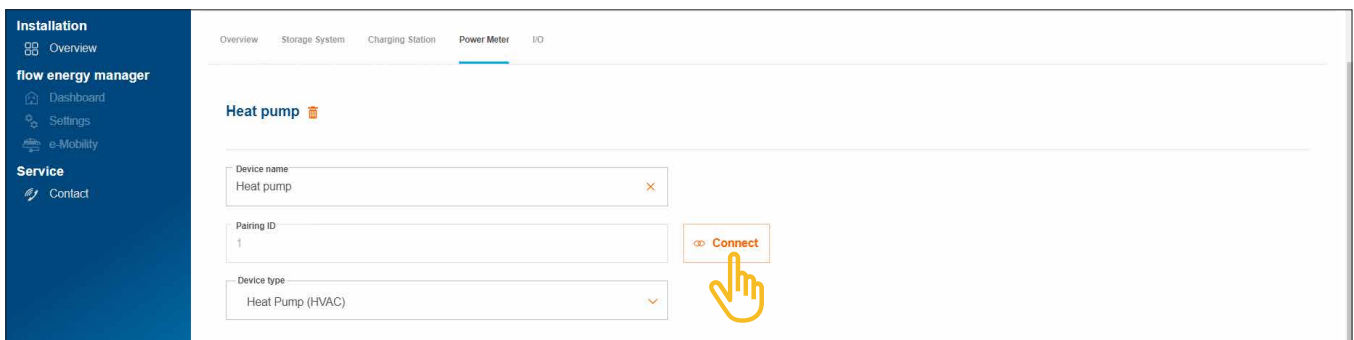 Installation
Overview
flow energy manager
Dashboard
Settings
e-Mobility
Service
Contact
Overview Storage System Charging Station Power Meter I/O
Heat pump
Device name
Heat pump
Pairing ID
1
Connect
Device type
Heat Pump (HVAC)